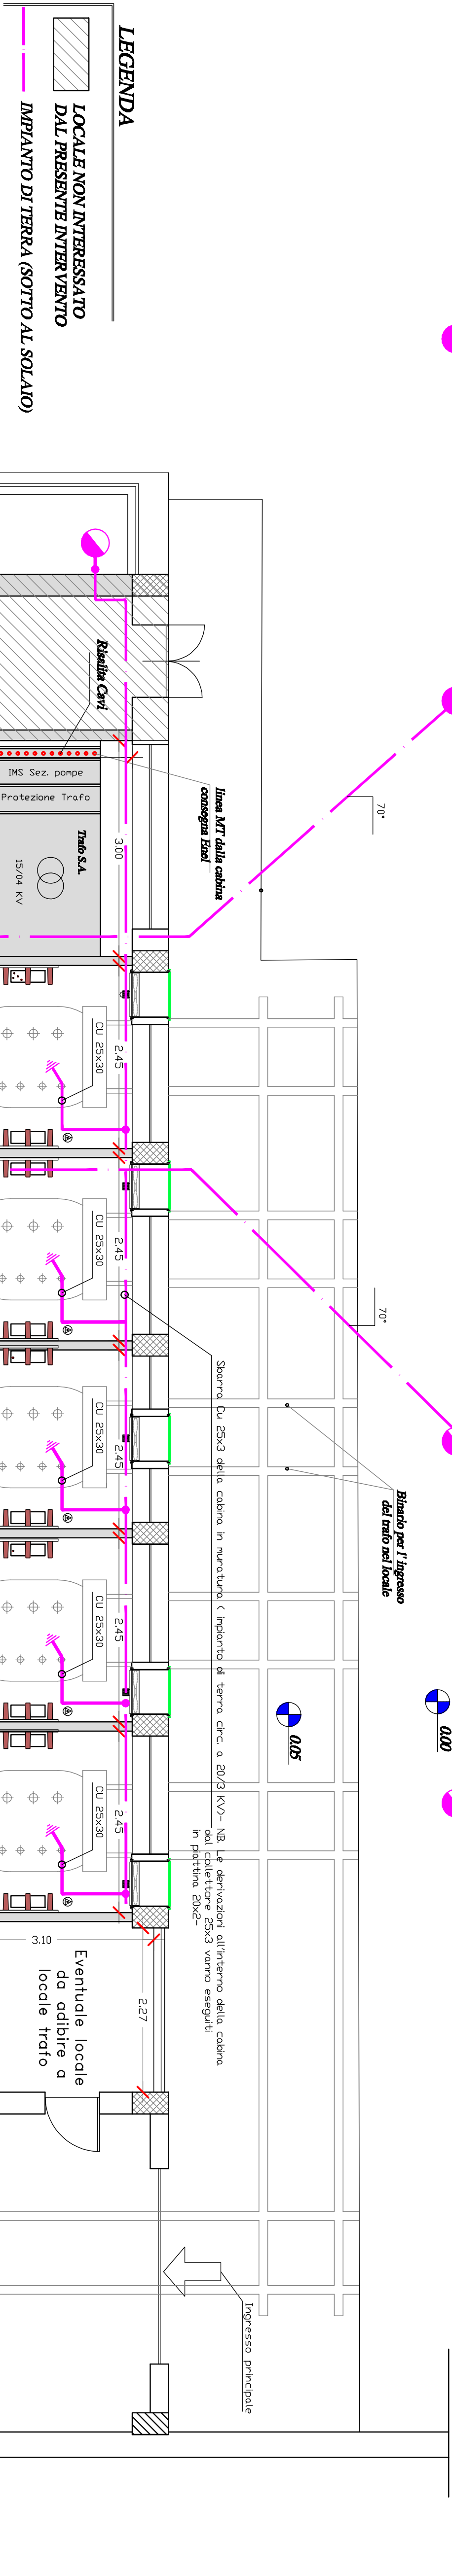 LEGENDA
LOCALE NON INTERESSATO
DAL PRESENTE INTERVENTO
IMPIANTO DI TERRA (SOTTO AL SOLAIO)
Risalita Cavi
IMS Sez. pompe
Protezione Trafo
Trafo S.A.
15/04 KV
linea MT dalla cabina
consegna Enel
3.00
70°
CU 25x30
2.45
CU 25x30
2.45
70°
CU 25x30
2.45
CU 25x30
2.45
CU 25x30
2.45
Sbarra Cu 25x3 della cabina in muratura ( impianto di terra circ. a 20/3 KV)- NB. Le derivazioni all'interno della cabina
dal collettore 25x3 vanno eseguiti
in piattina 20x2-
Binario per l' ingresso
del trafo nel locale
0.05
0.00
3.10
2.27
Eventuale locale
da adibire a
locale trafo
Ingresso principale